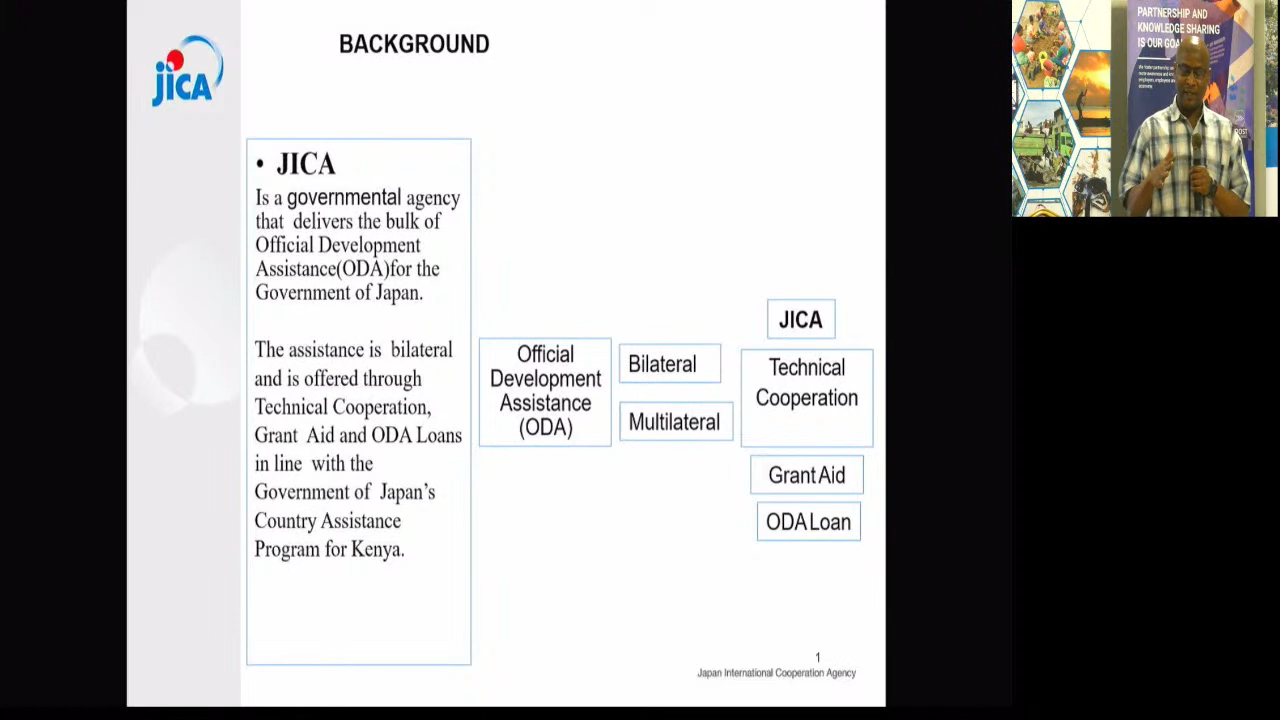 BACKGROUND
JICA
• JICA
Is a governmental agency
that delivers the bulk of
Official Development
Assistance(ODA)for the
Government of Japan.
The assistance is bilateral
and is offered through
Technical Cooperation,
Grant Aid and ODA Loans
in line with the
Government of Japan's
Country Assistance
Program for Kenya.
Official
Development
Assistance
(ODA)
Bilateral
Multilateral
JICA
Technical
Cooperation
Grant Aid
ODA Loan
1
Japan International Cooperation Agency
PARTNERSHIP AND
KNOWLEDGE SHARING
IS OUR